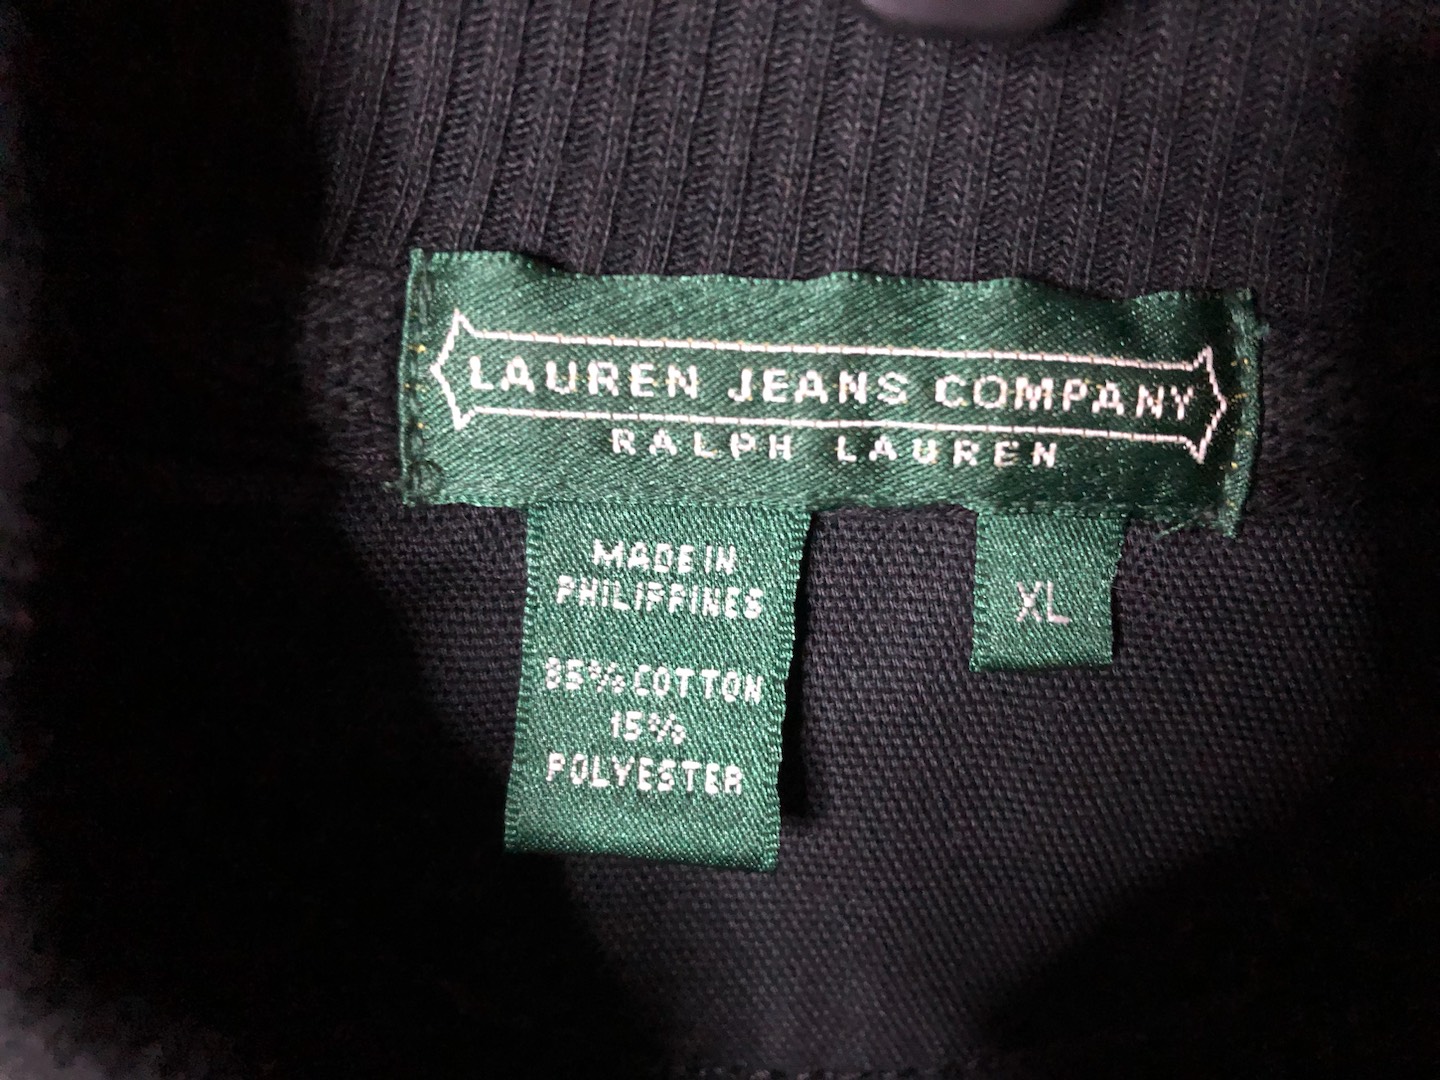 LAUREN JEANS COMPANY
RALPH LAUREN
MADE IN
PHILIPPINES
85% COTTON
15%
POLYESTER
XL